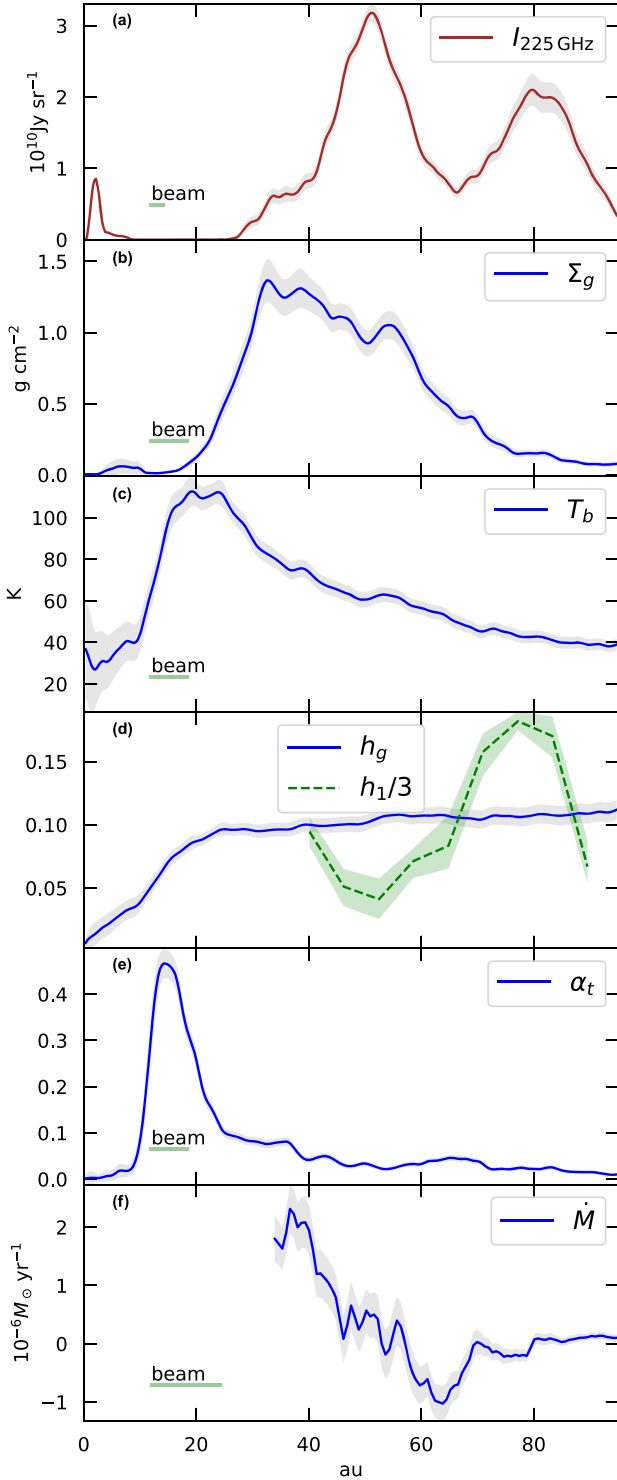 (a)
I225 GHz
3
2
1
0
10^10 Jy sr^−1
beam
(b)
Σg
1.5
1.0
0.5
0.0
g cm^−2
beam
(c)
Tb
100
80
60
40
20
K
beam
(d)
hg
h1/3
0.15
0.10
0.05
(e)
αt
0.4
0.3
0.2
0.1
0.0
beam
(f)
Ṁ
2
1
0
−1
10^−6 M⊙ yr^−1
beam
0 20 40 60 80
au